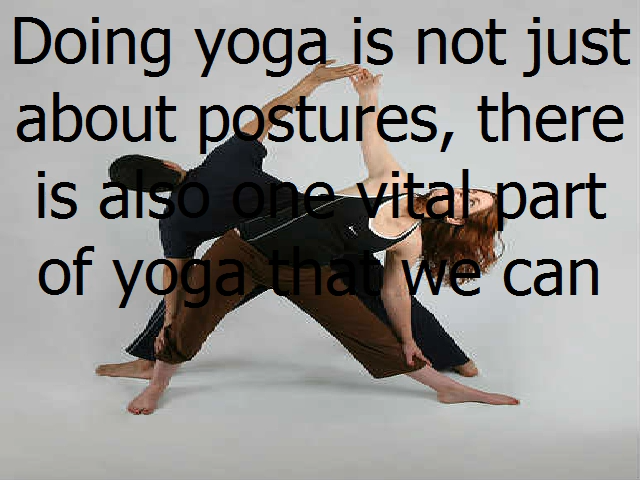 Doing yoga is not just
about postures, there
is also one vital part
of yoga that we can